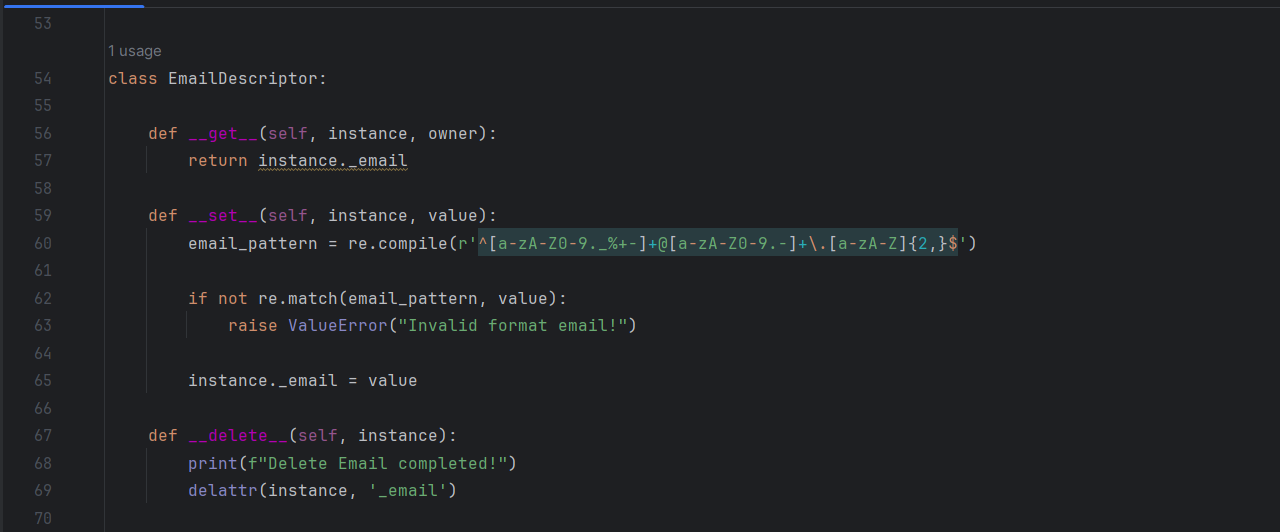 53
1 usage
54 class EmailDescriptor:
55
56 def __get__(self, instance, owner):
57 return instance._email
58
59 def __set__(self, instance, value):
60 email_pattern = re.compile(r'^[a-zA-Z0-9._%+-]+@[a-zA-Z0-9.-]+\.[a-zA-Z]{2,}$')
61
62 if not re.match(email_pattern, value):
63 raise ValueError("Invalid format email!")
64
65 instance._email = value
66
67 def __delete__(self, instance):
68 print(f"Delete Email completed!")
69 delattr(instance, '_email')
70